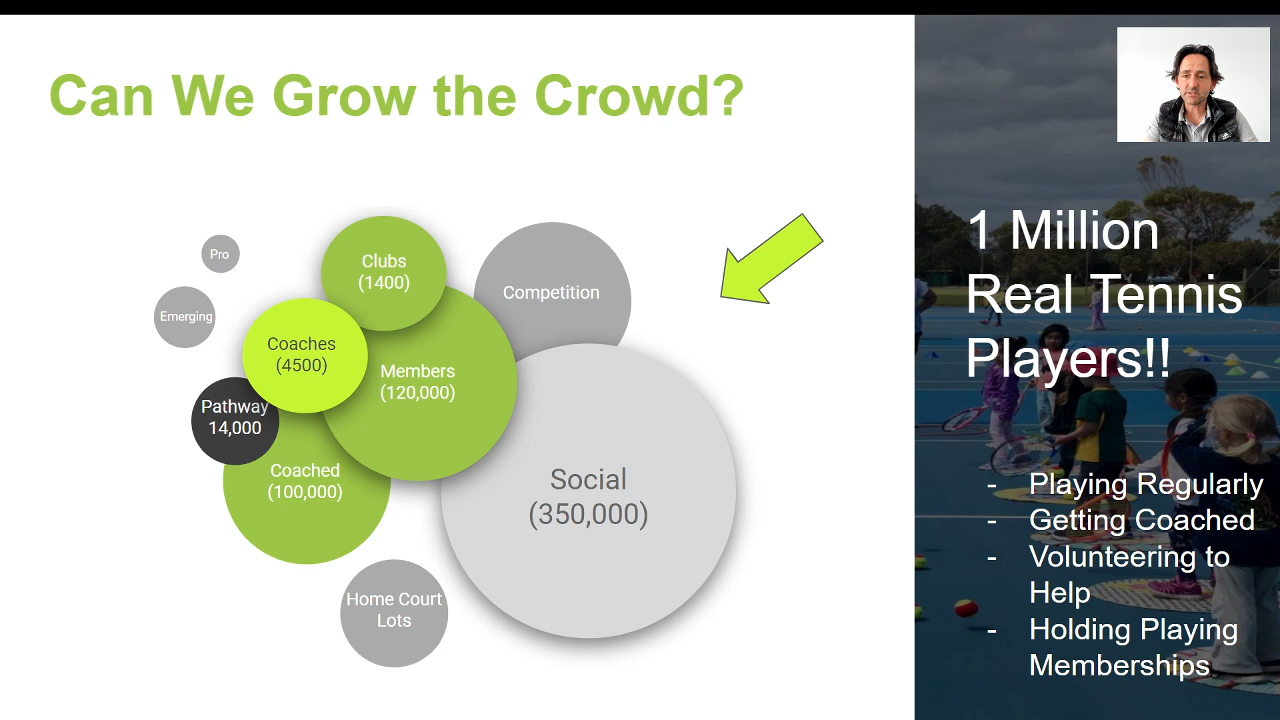 Can We Grow the Crowd?
Pro
Emerging
Clubs
(1400)
Competition
Coaches
(4500)
Members
(120,000)
Pathway
14,000
Coached
(100,000)
Social
(350,000)
Home Court
Lots
1 Million
Real Tennis
Players!!
- Playing Regularly
- Getting Coached
- Volunteering to
Help
- Holding Playing
Memberships